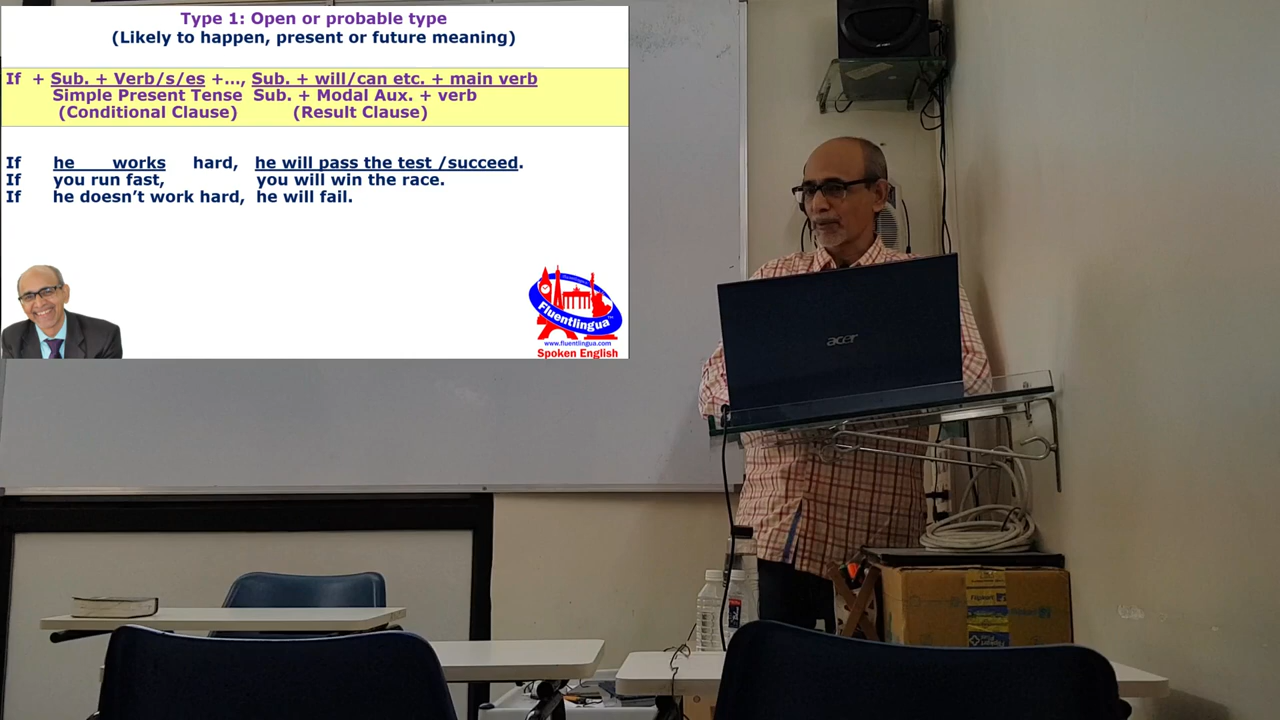 Type 1: Open or probable type
(Likely to happen, present or future meaning)
If + Sub. + Verb/s/es +..., Sub. + will/can etc. + main verb
Simple Present Tense Sub. + Modal Aux. + verb
(Conditional Clause) (Result Clause)
If he works hard, he will pass the test /succeed.
If you run fast, you will win the race.
If he doesn't work hard, he will fail.
Fluentlingua™
www.fluentlingua.com
Spoken English
acer
Flipkart
Flipkart